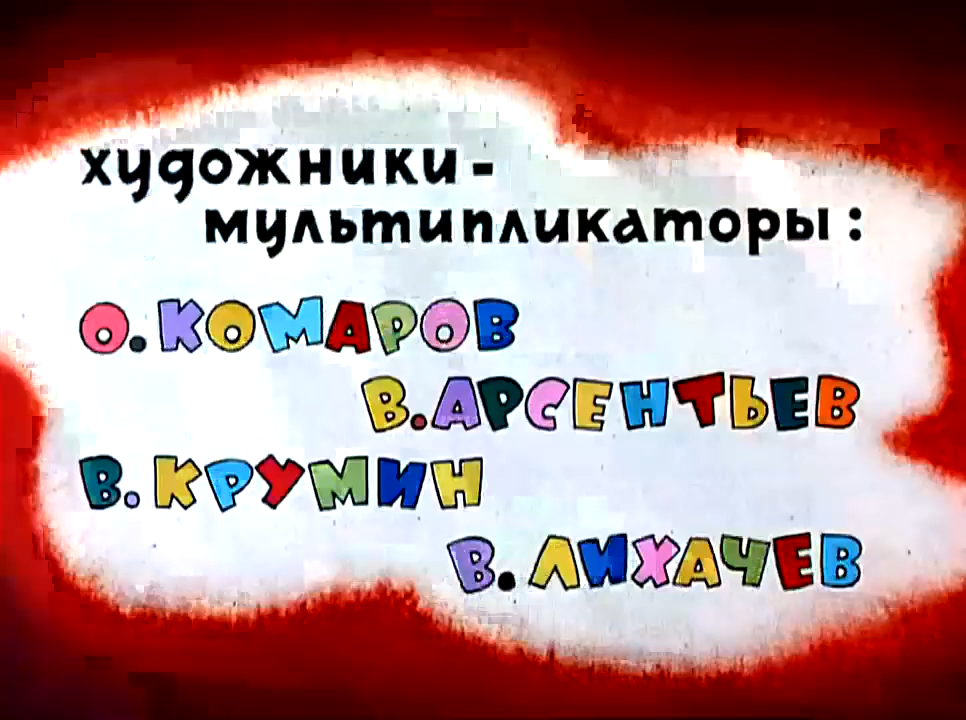 художники-
мультипликаторы:
О. КОМАРОВ
В. АРСЕНТЬЕВ
В. КРУМИН
В. ЛИХАЧЕВ